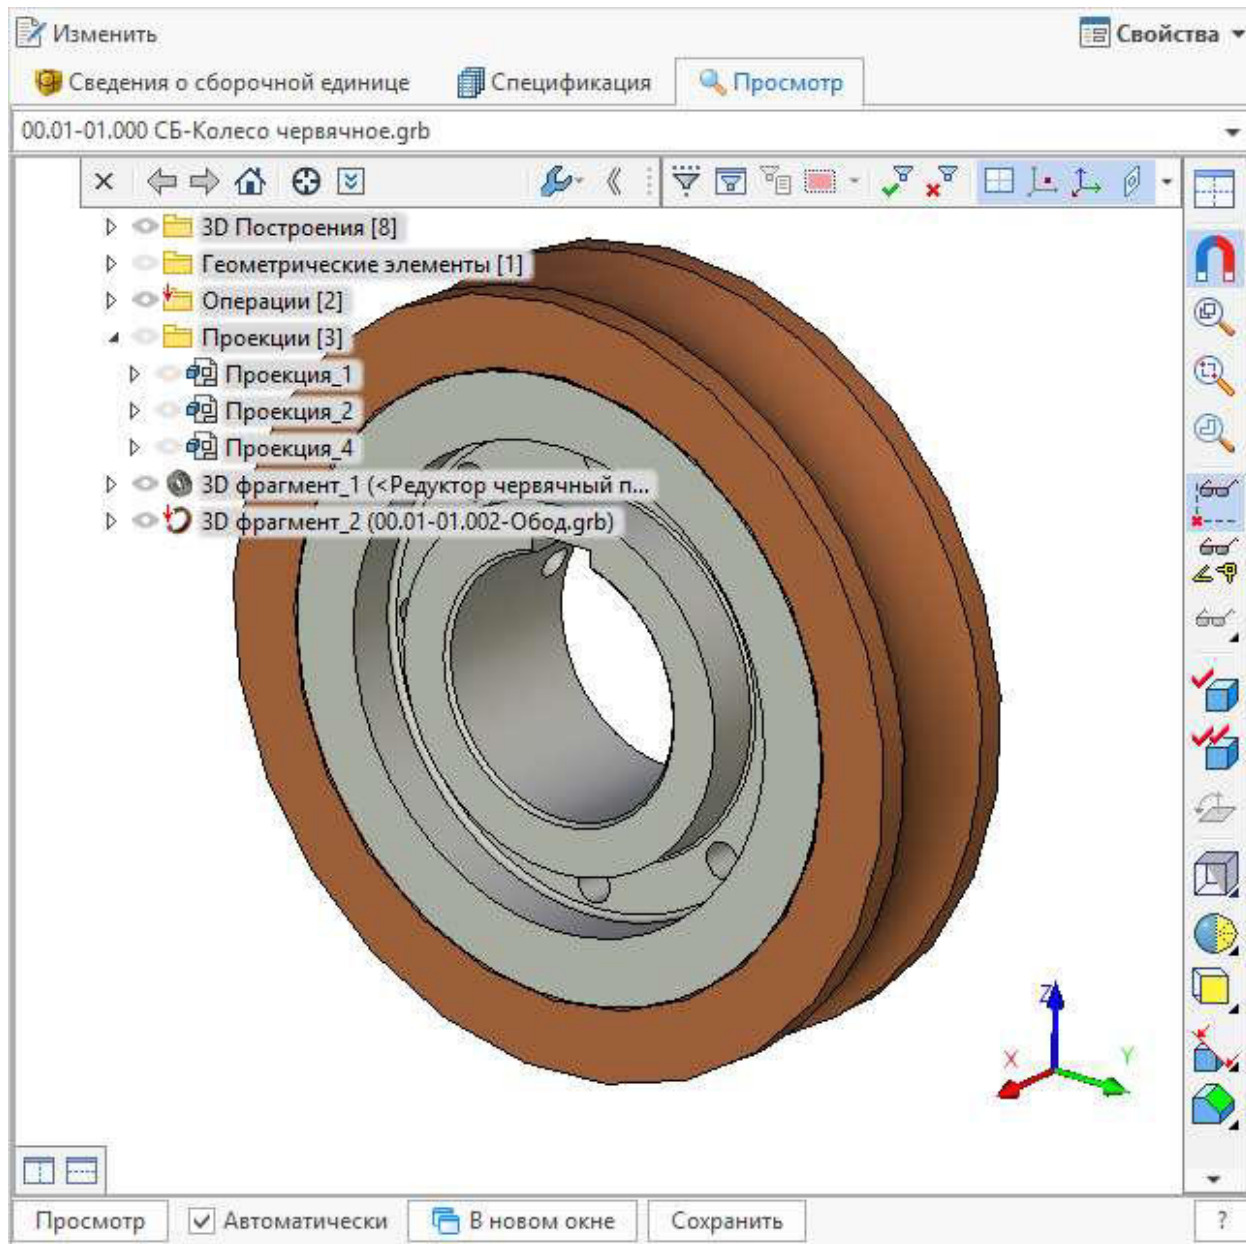 Изменить
Свойства
Сведения о сборочной единице
Спецификация
Просмотр
00.01-01.000 СБ-Колесо червячное.grb
3D Построения [8]
Геометрические элементы [1]
Операции [2]
Проекции [3]
Проекция_1
Проекция_2
Проекция_4
3D фрагмент_1 (<Редуктор червячный п...
3D фрагмент_2 (00.01-01.002-Обод.grb)
Z
X
Y
Просмотр
Автоматически
В новом окне
Сохранить
?